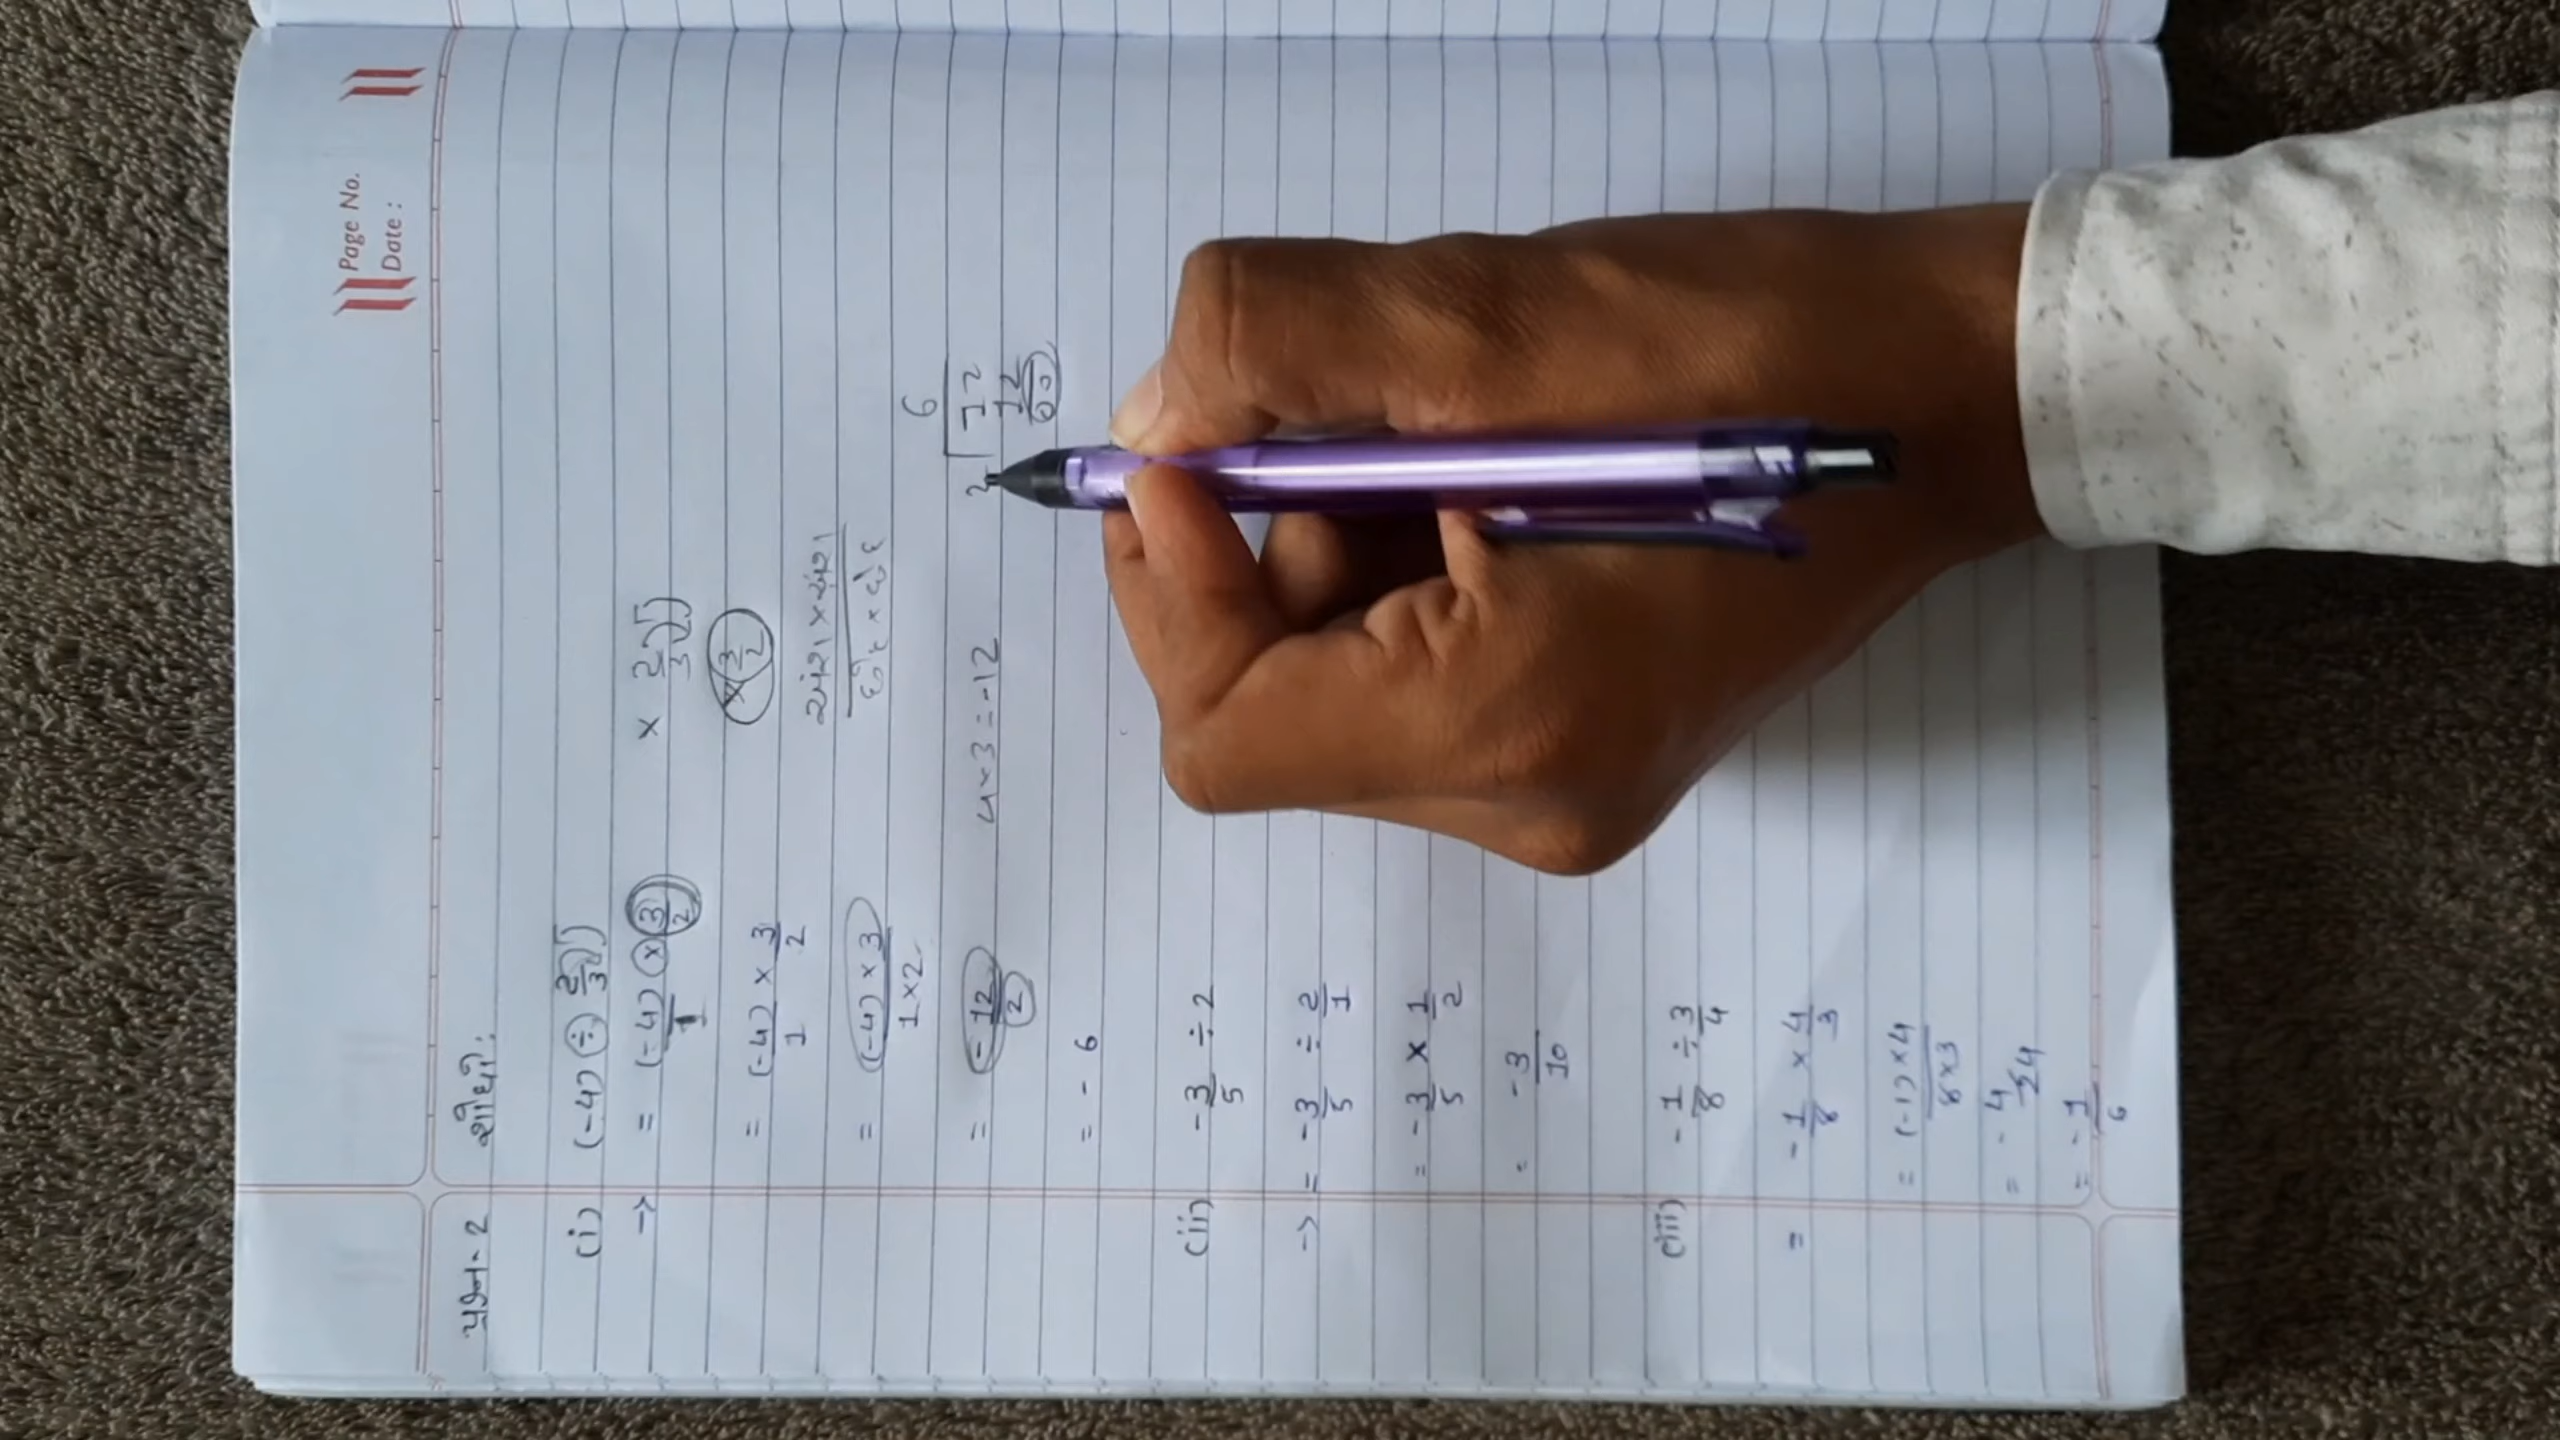 Page No.
Date :
પ્રશ્ન-2 શોધો:
(i) (-4) ÷ 2/3
-> = (-4)/1 × 3/2 × 2/3
× 3/2
= (-4)/1 × 3/2
અંશ × અંશ / છેદ × છેદ
= (-4) × 3 / 1×2
= -12/2 4×3=-12 2 12 6 12 00
= -6
(ii) -3/5 ÷ 2
-> = -3/5 ÷ 2/1
= -3/5 × 1/2
= -3/10
(iii) -1/8 ÷ 3/4
= -1/8 × 4/3
= (-1)×4 / 8×3
= -4/24
= -1/6